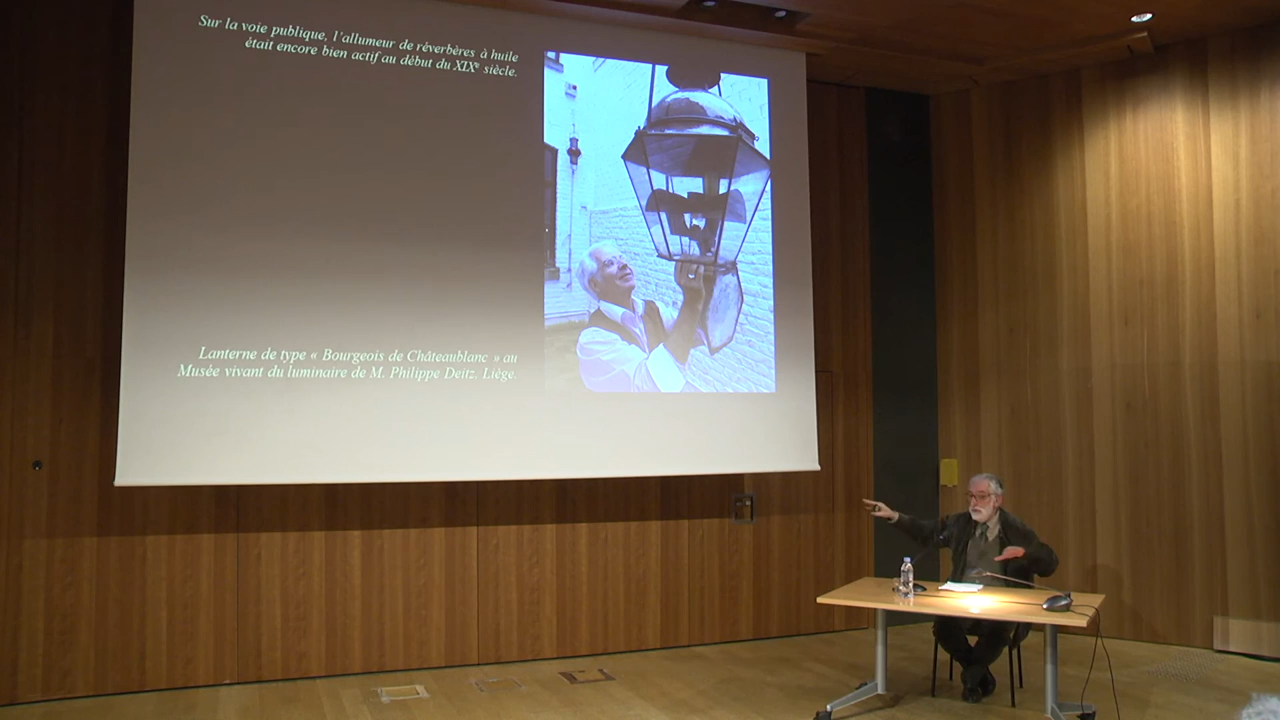 Sur la voie publique, l'allumeur de réverbères à huile
était encore bien actif au début du XIXe siècle.
Lanterne de type « Bourgeois de Châteaublanc » au
Musée vivant du luminaire de M. Philippe Deitz. Liège.